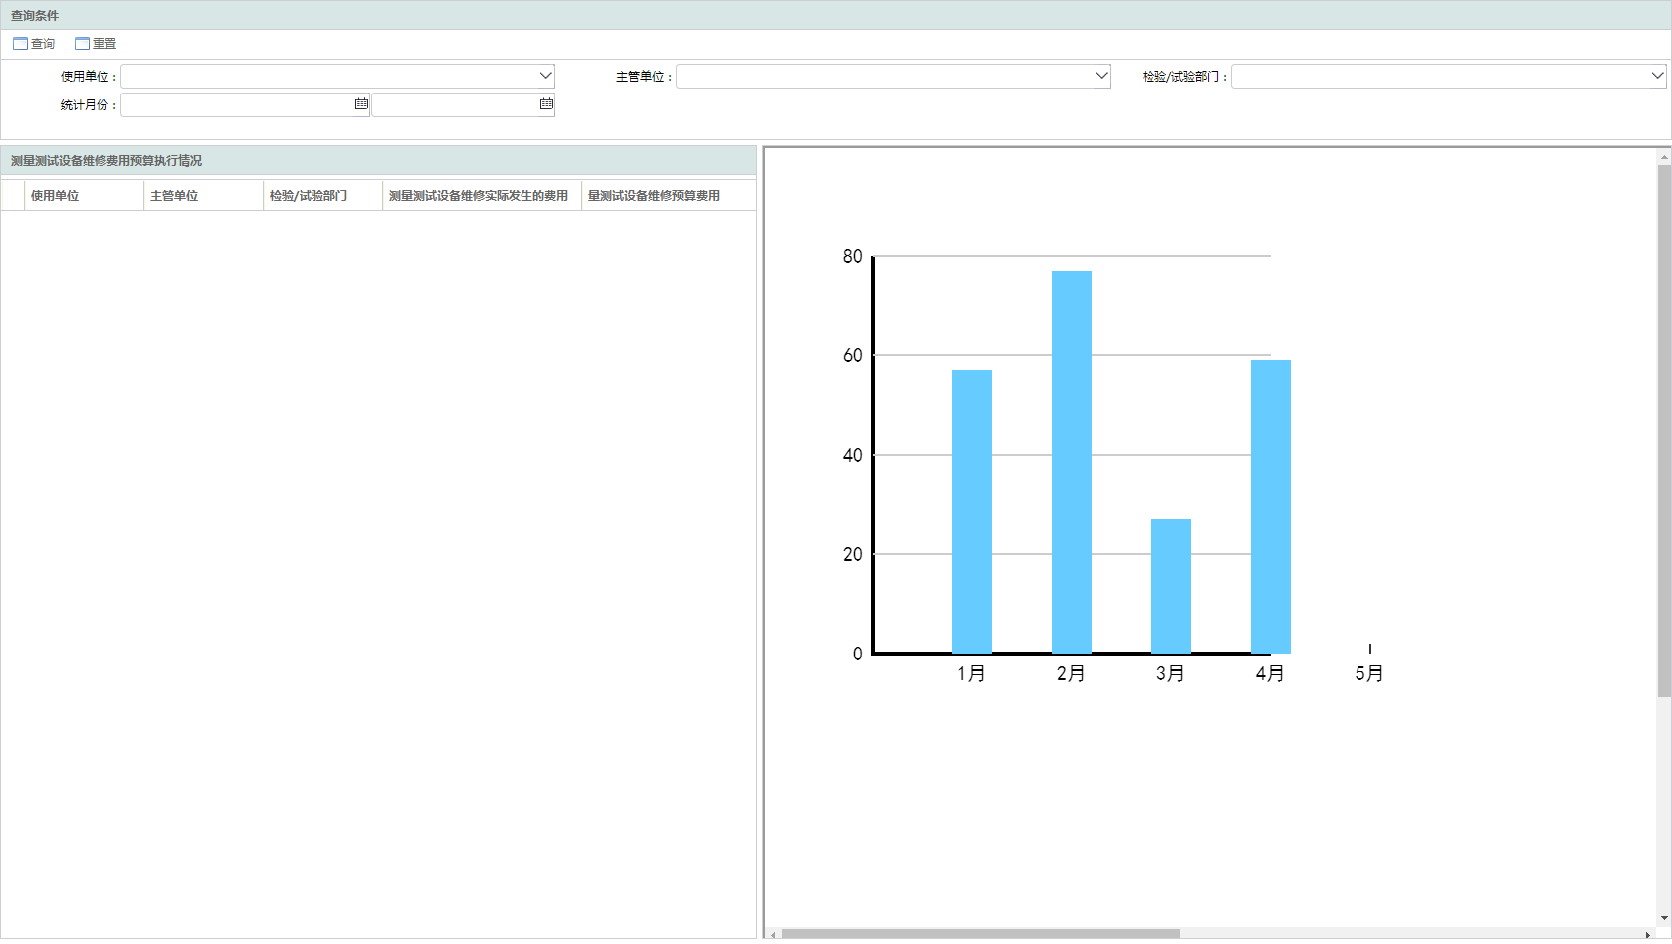 查询条件
查询 重置
使用单位： 主管单位： 检验/试验部门：
统计月份：
测量测试设备维修费用预算执行情况
使用单位 主管单位 检验/试验部门 测量测试设备维修实际发生的费用 量测试设备维修预算费用
80
60
40
20
0
1月 2月 3月 4月 5月